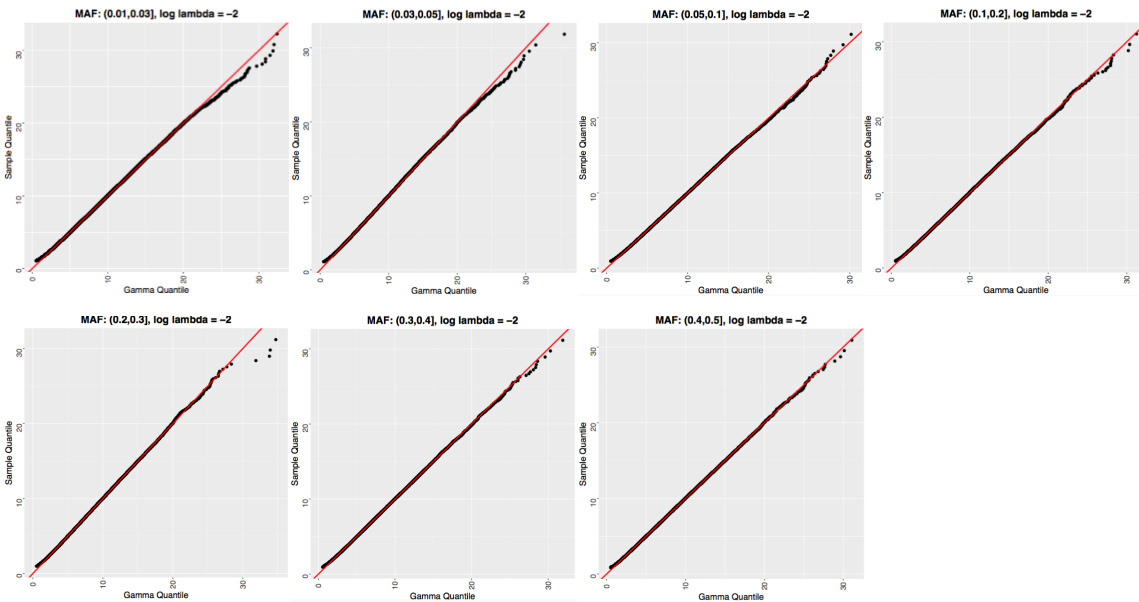 MAF: (0.01,0.03], log lambda = −2
Sample Quantile
30
20
10
0
0
10
20
30
Gamma Quantile
MAF: (0.03,0.05], log lambda = −2
Sample Quantile
30
20
10
0
0
10
20
30
Gamma Quantile
MAF: (0.05,0.1], log lambda = −2
Sample Quantile
30
20
10
0
0
10
20
30
Gamma Quantile
MAF: (0.1,0.2], log lambda = −2
Sample Quantile
30
20
10
0
0
10
20
30
Gamma Quantile
MAF: (0.2,0.3], log lambda = −2
Sample Quantile
30
20
10
0
0
10
20
30
Gamma Quantile
MAF: (0.3,0.4], log lambda = −2
Sample Quantile
30
20
10
0
0
10
20
30
Gamma Quantile
MAF: (0.4,0.5], log lambda = −2
Sample Quantile
30
20
10
0
0
10
20
30
Gamma Quantile